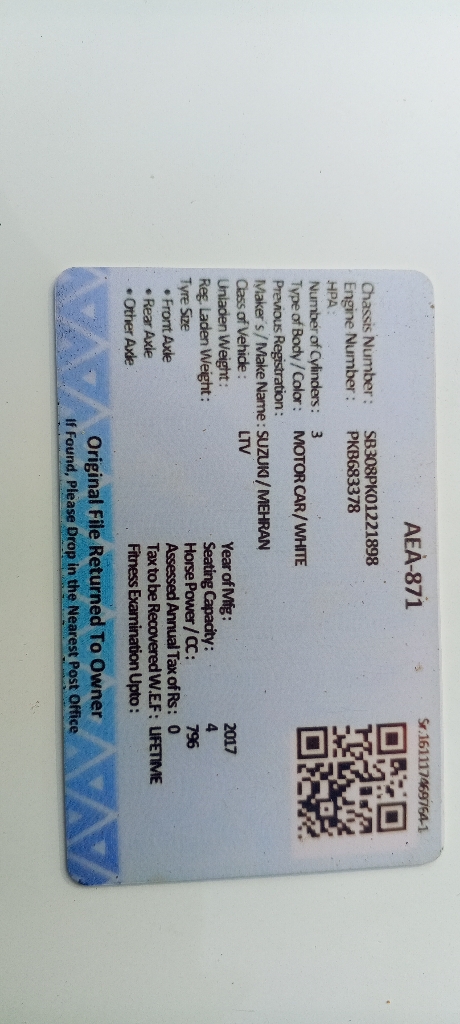 Sr.161117469764-1
AEA-871
Chassis Number : SB308PK01221898
Engine Number : PKB683378
HPA :
Number of Cylinders : 3
Type of Body / Color : MOTOR CAR / WHITE
Previous Registration :
Maker's / Make Name : SUZUKI / MEHRAN
Class of Vehicle : LTV
Unladen Weight : Year of Mfg : 2017
Reg. Laden Weight : Seating Capacity : 4
Tyre Size Horse Power / CC : 796
• Front Axle Assessed Annual Tax of Rs : 0
• Rear Axle Tax to be Recovered W.E.F : LIFETIME
• Other Axle Fitness Examination Upto :
Original File Returned To Owner
If Found, Please Drop in the Nearest Post Office